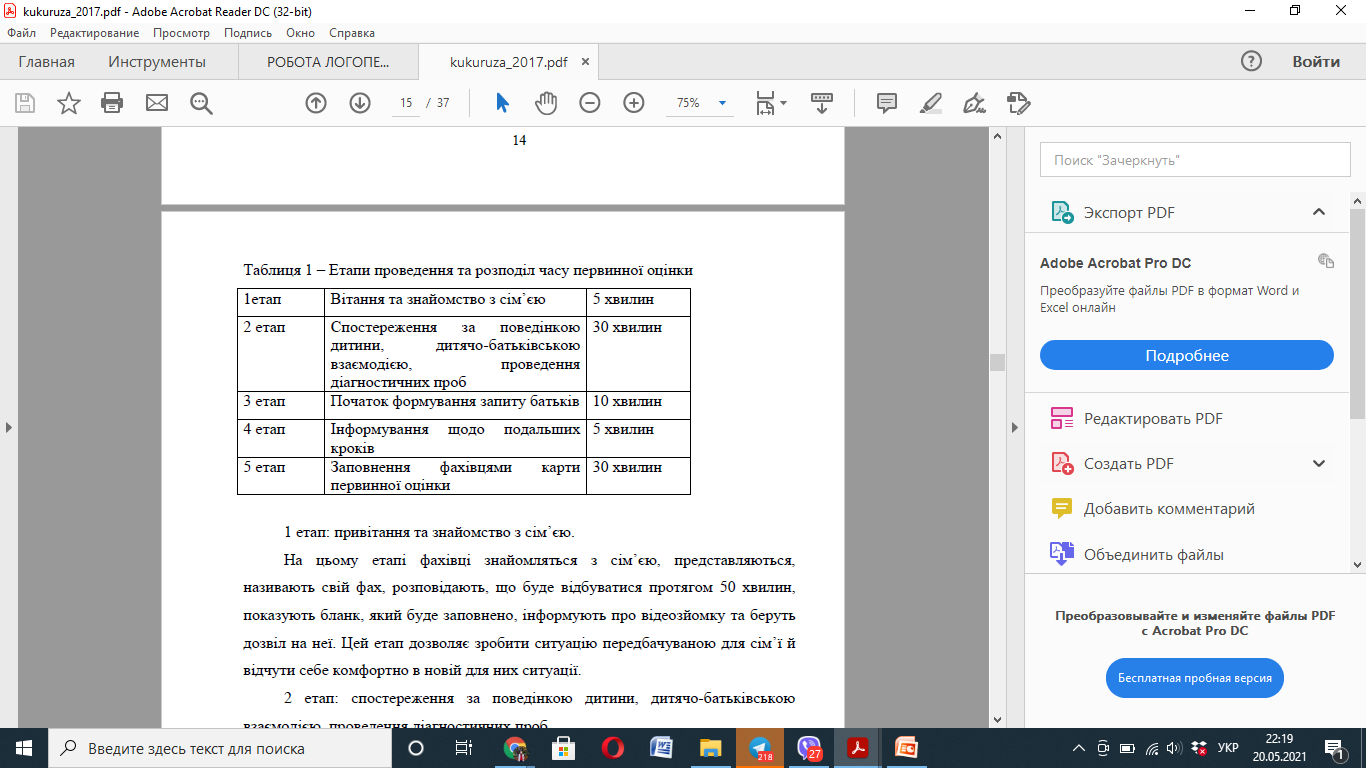 kukuruza_2017.pdf - Adobe Acrobat Reader DC (32-bit)
Файл Редактирование Просмотр Подпись Окно Справка
Главная Инструменты РОБОТА ЛОГОПЕ... kukuruza_2017.pdf × Войти
15 / 37 75%
14
Таблиця 1 – Етапи проведення та розподіл часу первинної оцінки
1етап Вітання та знайомство з сім’єю 5 хвилин
2 етап Спостереження за поведінкою 30 хвилин
дитини, дитячо-батьківською
взаємодією, проведення
діагностичних проб
3 етап Початок формування запиту батьків 10 хвилин
4 етап Інформування щодо подальших 5 хвилин
кроків
5 етап Заповнення фахівцями карти 30 хвилин
первинної оцінки
1 етап: привітання та знайомство з сім’єю.
На цьому етапі фахівці знайомляться з сім’єю, представляються,
називають свій фах, розповідають, що буде відбуватися протягом 50 хвилин,
показують бланк, який буде заповнено, інформують про відеозйомку та беруть
дозвіл на неї. Цей етап дозволяє зробити ситуацію передбачуваною для сім’ї й
відчути себе комфортно в новій для них ситуації.
2 етап: спостереження за поведінкою дитини, дитячо-батьківською
взаємодією, проведення діагностичних проб
Поиск "Зачеркнуть"
Экспорт PDF
Adobe Acrobat Pro DC
Преобразуйте файлы PDF в формат Word и
Excel онлайн
Подробнее
Редактировать PDF
Создать PDF
Добавить комментарий
Объединить файлы
Преобразовывайте и изменяйте файлы PDF
с Acrobat Pro DC
Бесплатная пробная версия
Введите здесь текст для поиска
218
27
УКР
22:19
20.05.2021
1